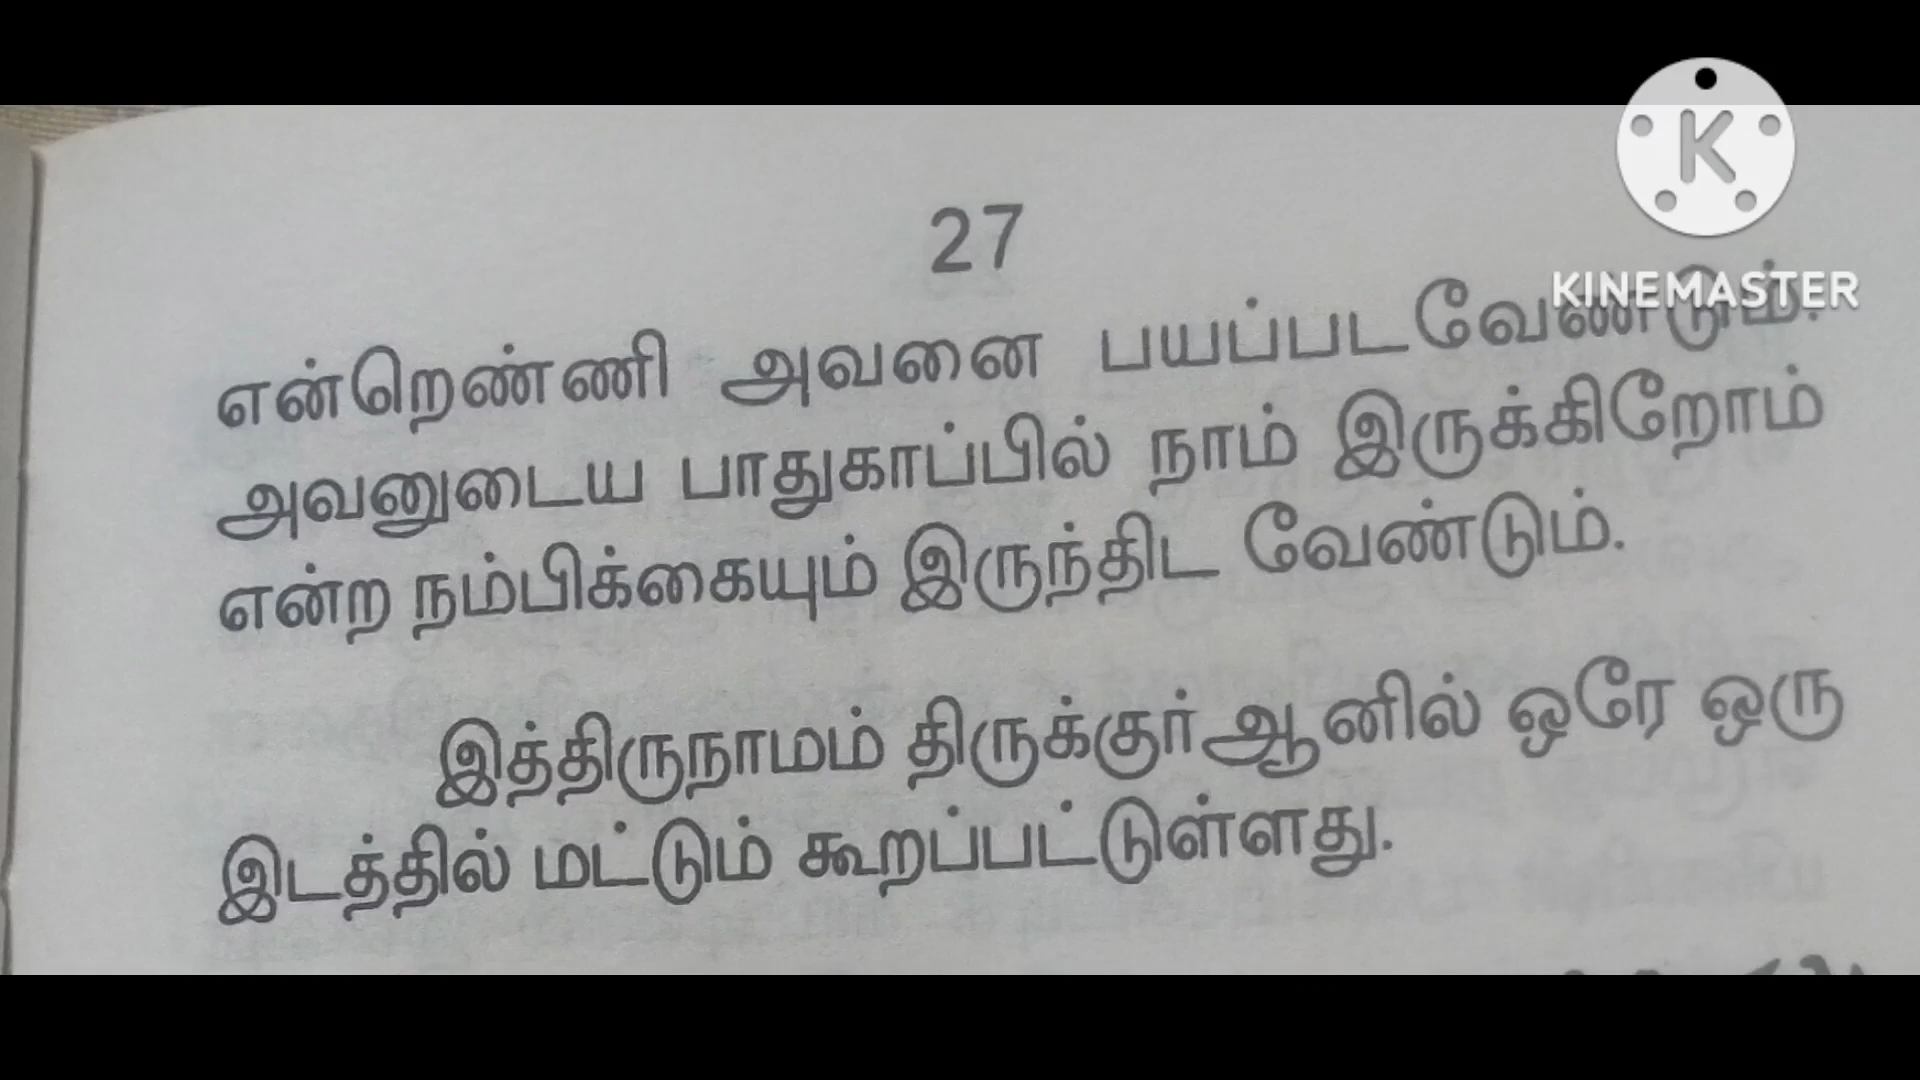 27
KINEMASTER
என்றெண்ணி அவனை பயப்படவேண்டும்.
அவனுடைய பாதுகாப்பில் நாம் இருக்கிறோம்
என்ற நம்பிக்கையும் இருந்திட வேண்டும்.
இத்திருநாமம் திருக்குர்ஆனில் ஒரே ஒரு
இடத்தில் மட்டும் கூறப்பட்டுள்ளது.